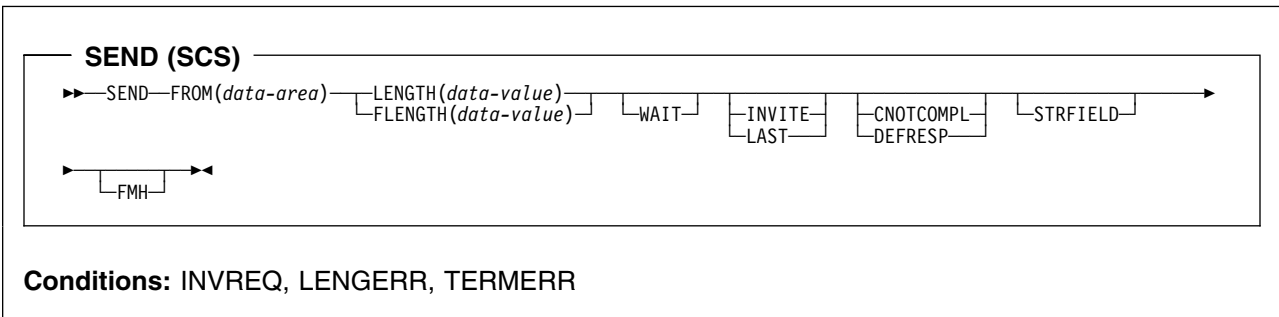 SEND (SCS)
SEND FROM(data-area) LENGTH(data-value)
FLENGTH(data-value) WAIT INVITE CNOTCOMPL STRFIELD
LAST DEFRESP
FMH
Conditions: INVREQ, LENGERR, TERMERR